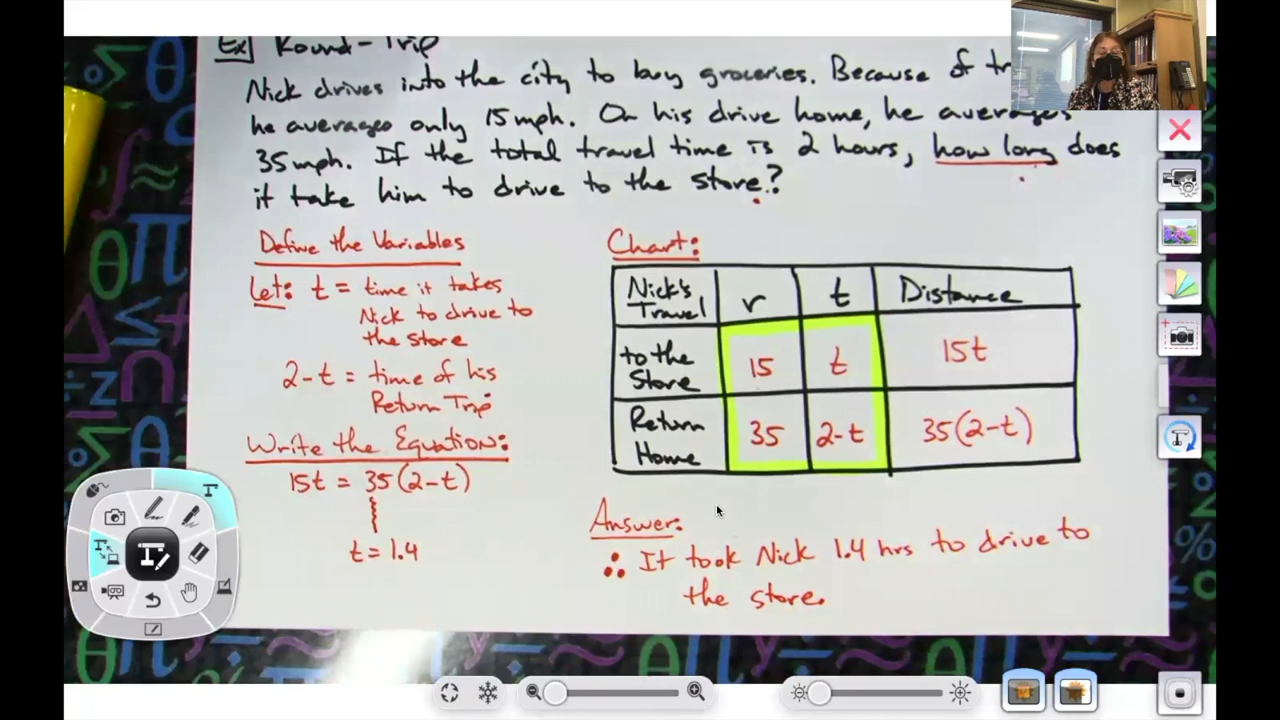 Ex Round-Trip
Nick drives into the city to buy groceries. Because of
he averages only 15mph. On his drive home, he averages
35mph. If the total travel time is 2 hours, how long does
it take him to drive to the store?
Define the Variables
Let: t = time it takes
Nick to drive to
the store
2-t = time of his
Return Trip
Write the Equation:
15t = 35(2-t)
t = 1.4
Chart:
Nick's Travel r t Distance
to the Store 15 t 15t
Return Home 35 2-t 35(2-t)
Answer:
∴ It took Nick 1.4 hrs to drive to
the store.